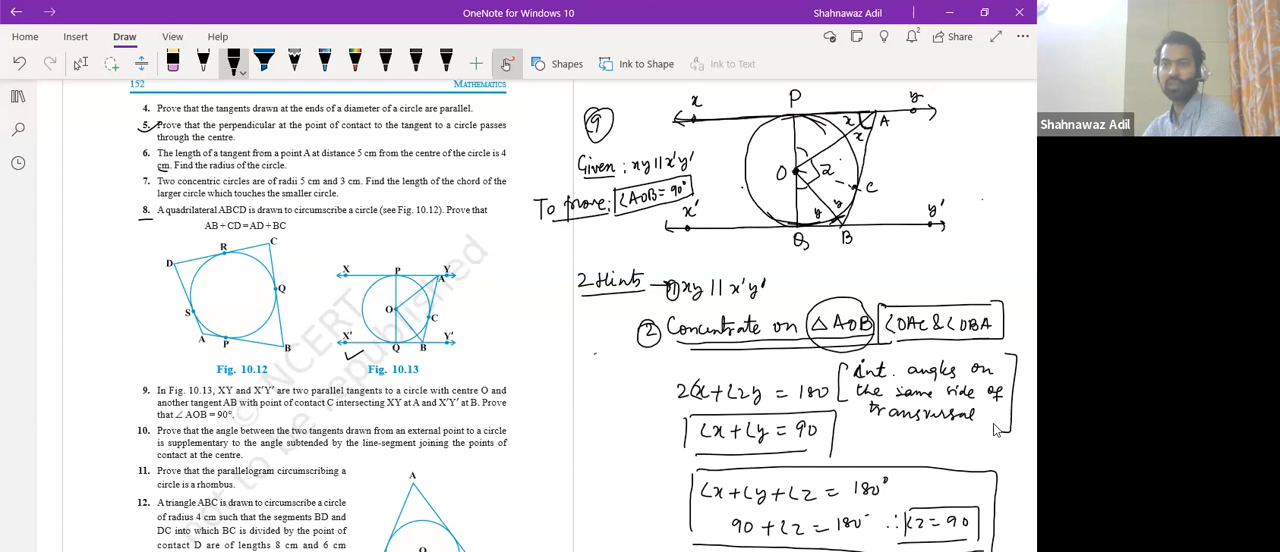 OneNote for Windows 10
Shahnawaz Adil
Home Insert Draw View Help
Share
Shapes
Ink to Shape
Ink to Text
152 MATHEMATICS
4. Prove that the tangents drawn at the ends of a diameter of a circle are parallel.
5. Prove that the perpendicular at the point of contact to the tangent to a circle passes
through the centre.
6. The length of a tangent from a point A at distance 5 cm from the centre of the circle is 4
cm. Find the radius of the circle.
7. Two concentric circles are of radii 5 cm and 3 cm. Find the length of the chord of the
larger circle which touches the smaller circle.
8. A quadrilateral ABCD is drawn to circumscribe a circle (see Fig. 10.12). Prove that
AB + CD = AD + BC
R C
D
Q
S
A P B
Fig. 10.12
X P Y
A
O
C
X' Q B Y'
Fig. 10.13
© NCERT
not to be republished
9. In Fig. 10.13, XY and X'Y' are two parallel tangents to a circle with centre O and
another tangent AB with point of contact C intersecting XY at A and X'Y' at B. Prove
that ∠ AOB = 90°.
10. Prove that the angle between the two tangents drawn from an external point to a circle
is supplementary to the angle subtended by the line-segment joining the points of
contact at the centre.
11. Prove that the parallelogram circumscribing a
circle is a rhombus.
12. A triangle ABC is drawn to circumscribe a circle
of radius 4 cm such that the segments BD and
DC into which BC is divided by the point of
contact D are of lengths 8 cm and 6 cm
A
O
9
Given: xy || x'y'
To prove: ∠AOB = 90°
x P y
x A
x
O z
C
x' y y y'
Q B
2 Hints → ① xy || x'y'
② Concentrate on △AOB ∠OAC & ∠OBA
2∠x + ∠2y = 180 [int. angles on
the same side of
transversal]
∠x + ∠y = 90
∠x + ∠y + ∠z = 180°
90 + ∠z = 180° ∴ ∠z = 90
Shahnawaz Adil